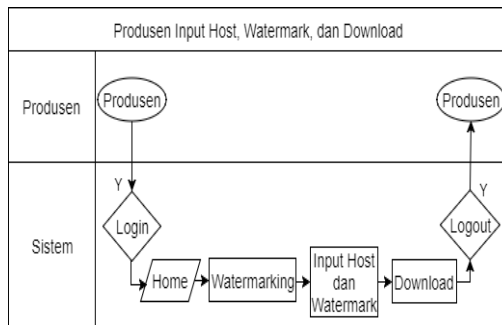 Produsen Input Host, Watermark, dan Download
Produsen
Produsen
Produsen
Sistem
Y
Login
Home
Watermarking
Input Host
dan
Watermark
Download
Y
Logout